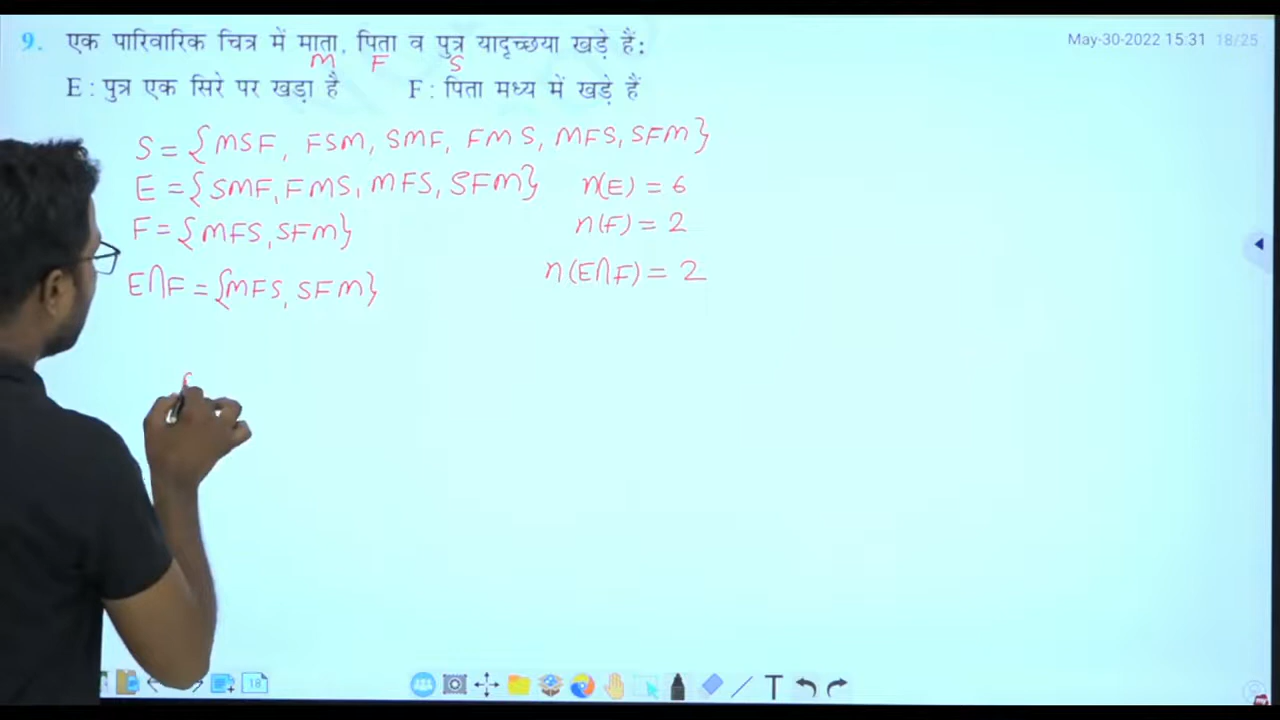 9. एक पारिवारिक चित्र में माता, पिता व पुत्र यादृच्छया खड़े हैं:
May-30-2022 15:31 18/25
M F S
E : पुत्र एक सिरे पर खड़ा है F : पिता मध्य में खड़े हैं
S = {MSF, FSM, SMF, FMS, MFS, SFM}
E = {SMF, FMS, MFS, SFM} n(E) = 6
F = {MFS, SFM} n(F) = 2
E∩F = {MFS, SFM} n(E∩F) = 2
18 T